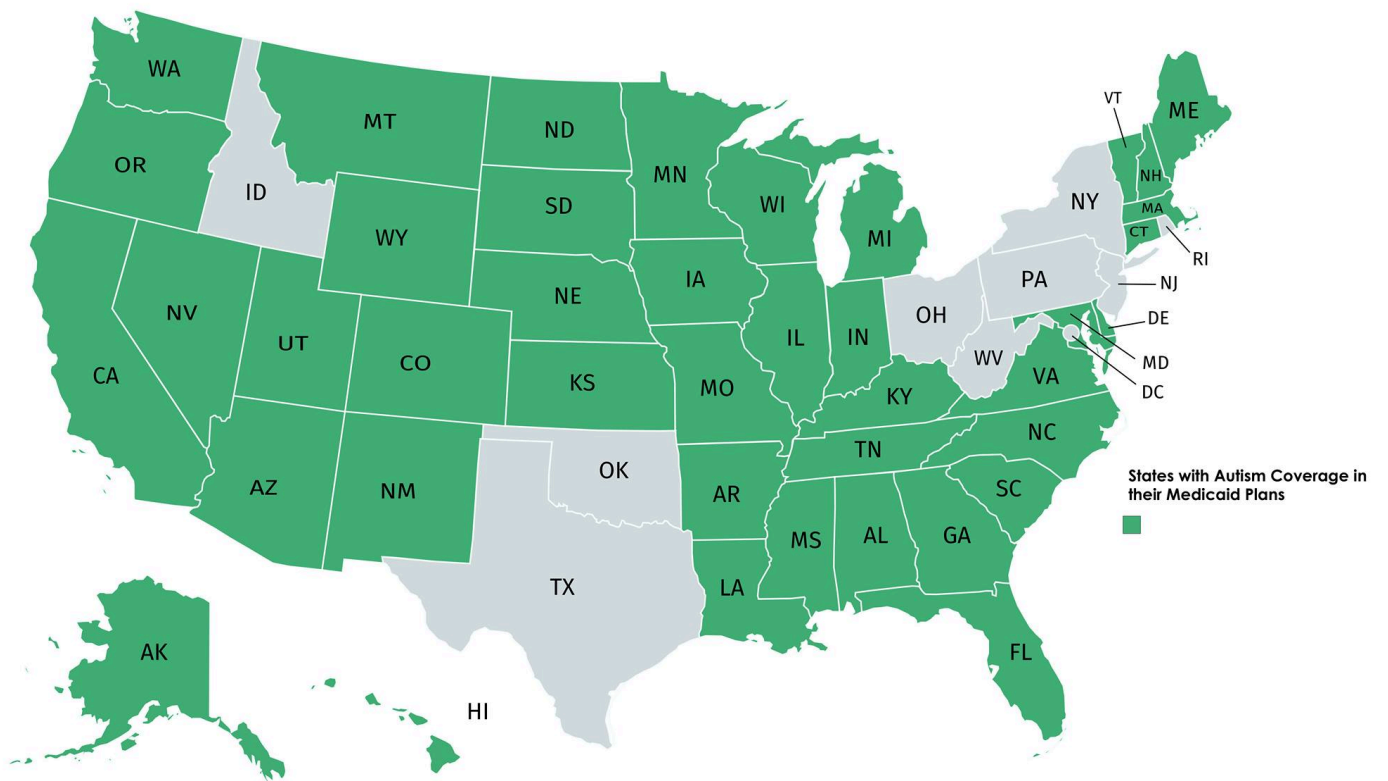 WA
MT
ND
MN
VT
ME
OR
ID
SD
WI
NY
NH
MA
WY
MI
CT
RI
NV
NE
IA
PA
NJ
UT
CO
IL
IN
OH
DE
CA
KS
MO
WV
MD
KY
VA
DC
AZ
NM
OK
AR
TN
NC
SC
States with Autism Coverage in
their Medicaid Plans
TX
LA
MS
AL
GA
AK
FL
HI